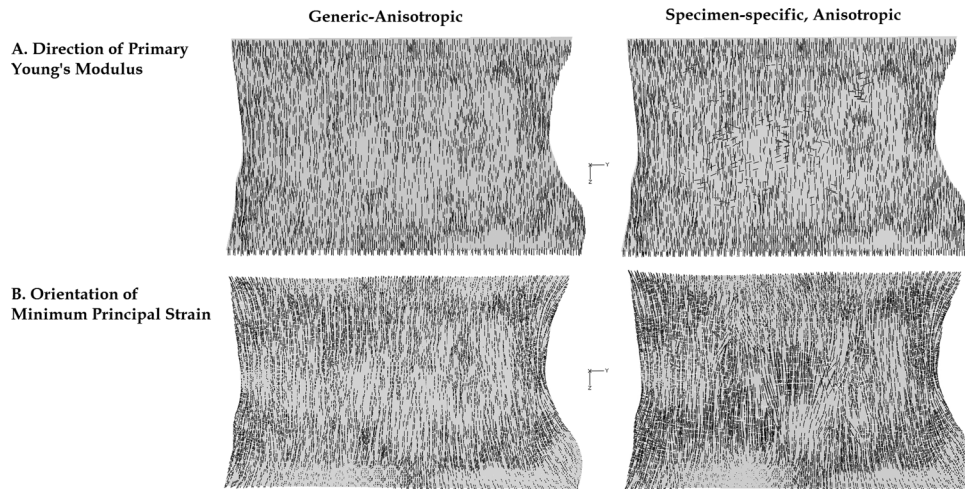 Generic-Anisotropic
Specimen-specific, Anisotropic
A. Direction of Primary
Young's Modulus
X Y
Z
X Y
Z
B. Orientation of
Minimum Principal Strain
X Y
Z
X Y
Z